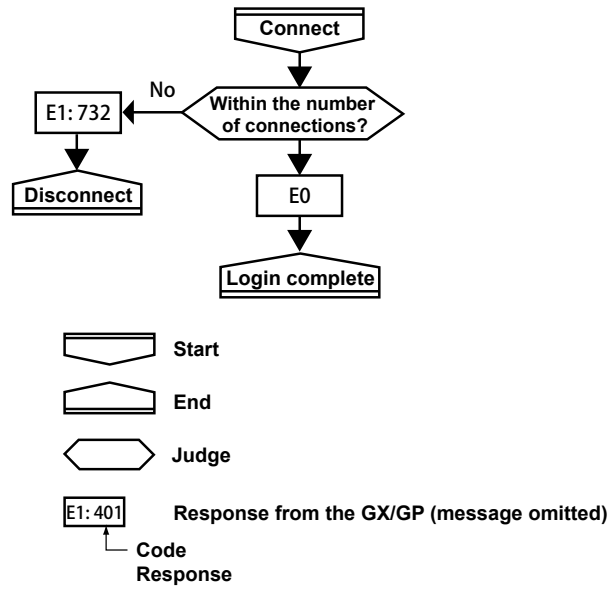 Connect
No
Within the number
of connections?
E1: 732
Disconnect
E0
Login complete
Start
End
Judge
E1: 401
Response from the GX/GP (message omitted)
Code
Response